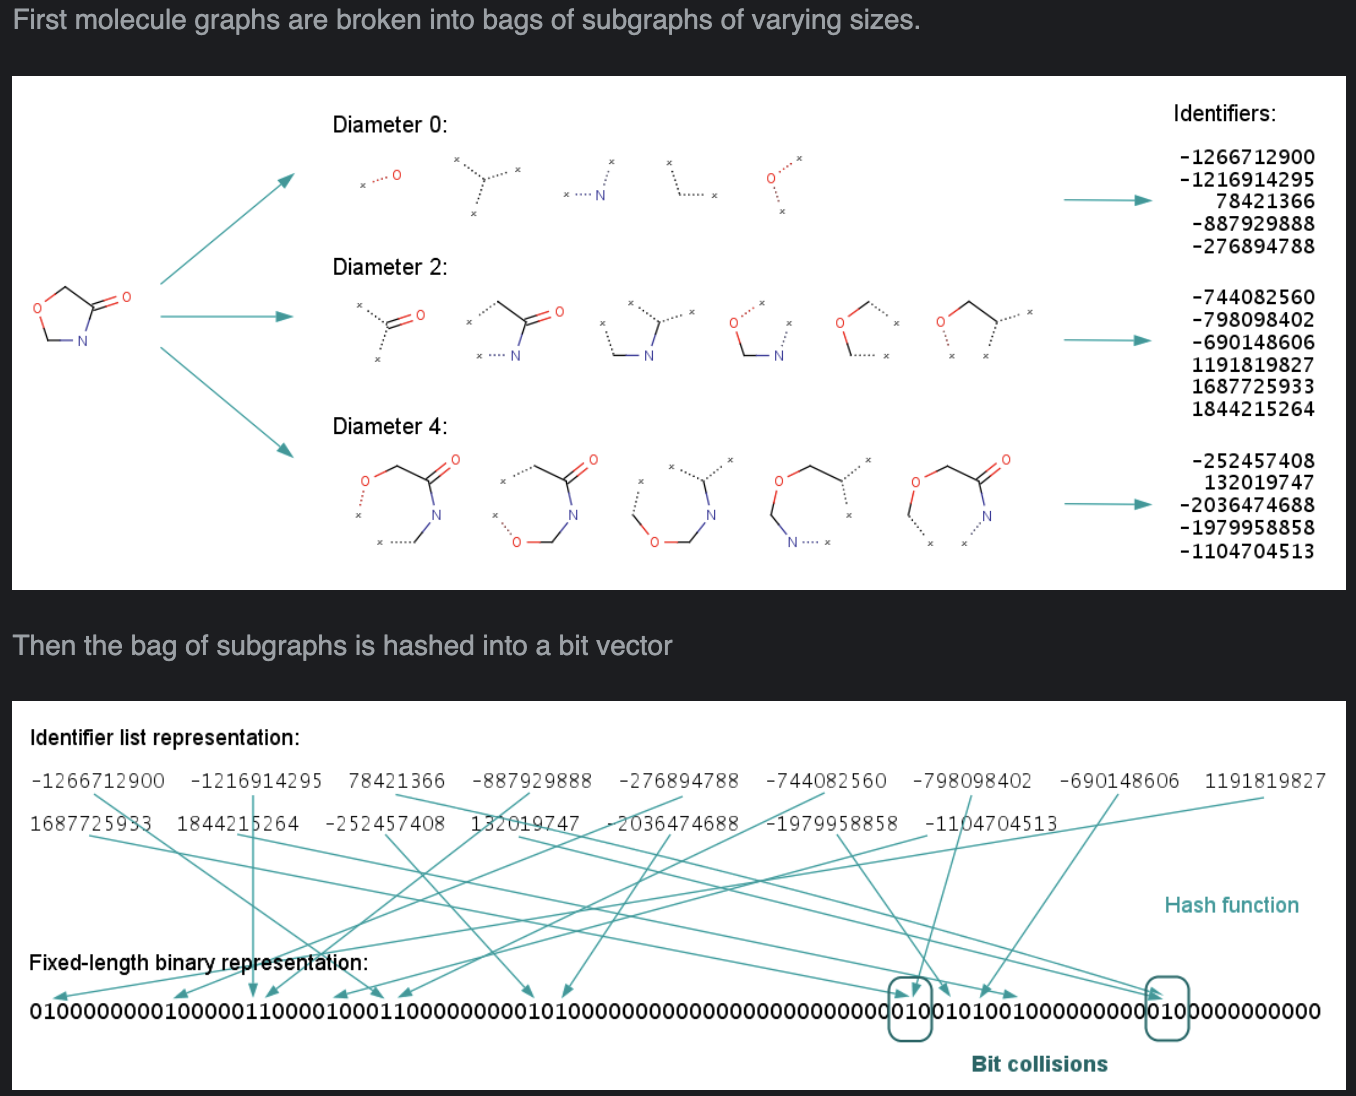 First molecule graphs are broken into bags of subgraphs of varying sizes.
Diameter 0:
Identifiers:
-1266712900
-1216914295
78421366
-887929888
-276894788
Diameter 2:
-744082560
-798098402
-690148606
1191819827
1687725933
1844215264
Diameter 4:
-252457408
132019747
-2036474688
-1979958858
-1104704513
Then the bag of subgraphs is hashed into a bit vector
Identifier list representation:
-1266712900 -1216914295 78421366 -887929888 -276894788 -744082560 -798098402 -690148606 1191819827
1687725933 1844215264 -252457408 132019747 -2036474688 -1979958858 -1104704513
Hash function
Fixed-length binary representation:
Bit collisions